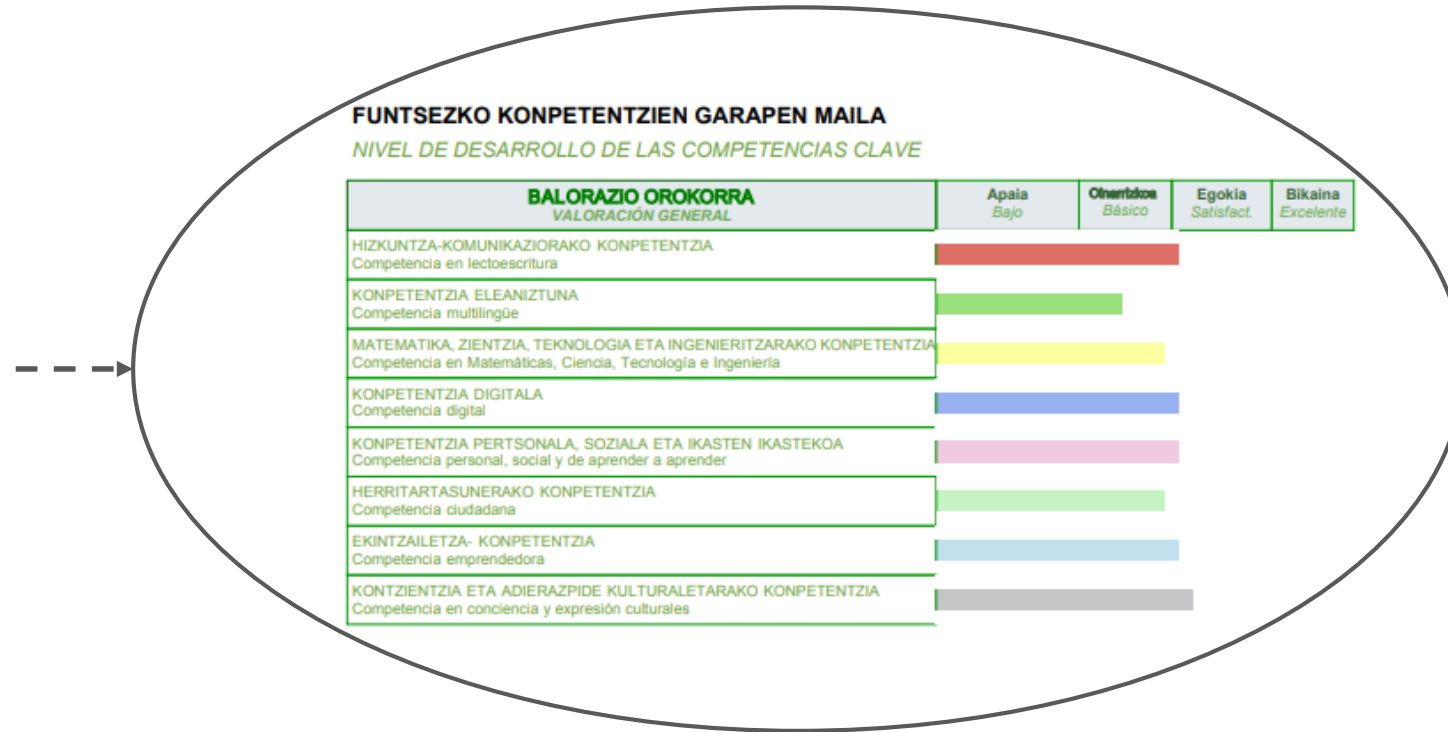 FUNTSEZKO KONPETENTZIEN GARAPEN MAILA
NIVEL DE DESARROLLO DE LAS COMPETENCIAS CLAVE
BALORAZIO OROKORRA
VALORACIÓN GENERAL
Apaia
Bajo
Oinarrizkoa
Básico
Egokia
Satisfact.
Bikaina
Excelente
HIZKUNTZA-KOMUNIKAZIORAKO KONPETENTZIA
Competencia en lectoescritura
KONPETENTZIA ELEANIZTUNA
Competencia multilingüe
MATEMATIKA, ZIENTZIA, TEKNOLOGIA ETA INGENIERITZARAKO KONPETENTZIA
Competencia en Matemáticas, Ciencia, Tecnología e Ingeniería
KONPETENTZIA DIGITALA
Competencia digital
KONPETENTZIA PERTSONALA, SOZIALA ETA IKASTEN IKASTEKOA
Competencia personal, social y de aprender a aprender
HERRITARTASUNERAKO KONPETENTZIA
Competencia ciudadana
EKINTZAILETZA- KONPETENTZIA
Competencia emprendedora
KONTZIENTZIA ETA ADIERAZPIDE KULTURALETARAKO KONPETENTZIA
Competencia en conciencia y expresión culturales